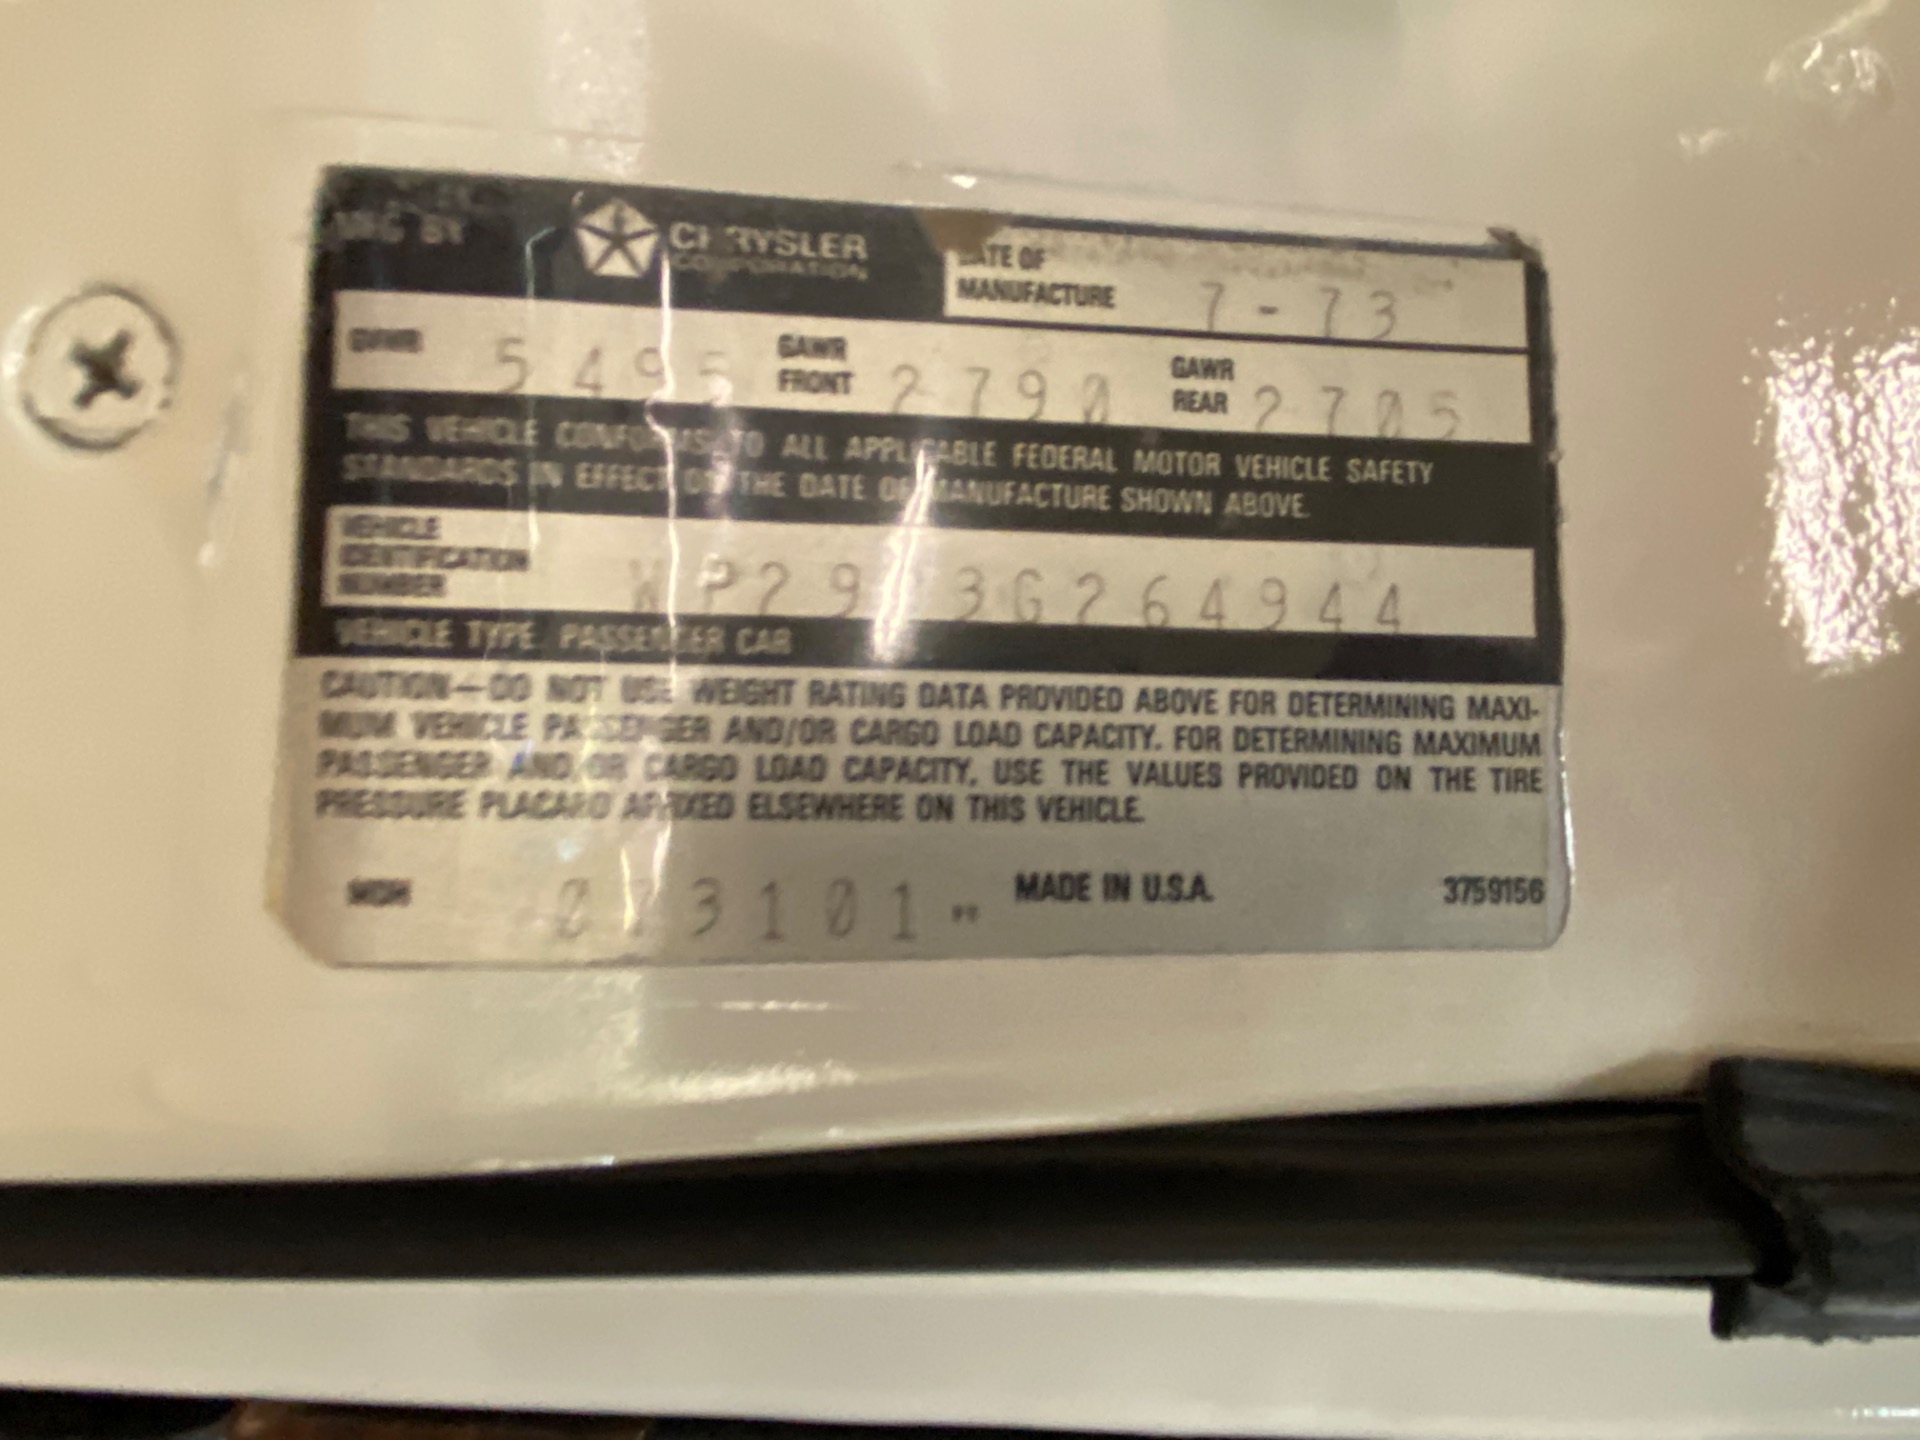 MFG BY CHRYSLER CORPORATION
DATE OF MANUFACTURE 7-73
GVWR 5495 GAWR FRONT 2790 GAWR REAR 2705
THIS VEHICLE CONFORMS TO ALL APPLICABLE FEDERAL MOTOR VEHICLE SAFETY
STANDARDS IN EFFECT ON THE DATE OF MANUFACTURE SHOWN ABOVE.
VEHICLE
IDENTIFICATION
NUMBER
VEHICLE TYPE PASSENGER CAR
CAUTION—DO NOT USE WEIGHT RATING DATA PROVIDED ABOVE FOR DETERMINING MAXI-
MUM VEHICLE PASSENGER AND/OR CARGO LOAD CAPACITY. FOR DETERMINING MAXIMUM
PASSENGER AND/OR CARGO LOAD CAPACITY, USE THE VALUES PROVIDED ON THE TIRE
PRESSURE PLACARD AFFIXED ELSEWHERE ON THIS VEHICLE.
MDH MADE IN U.S.A. 3759156